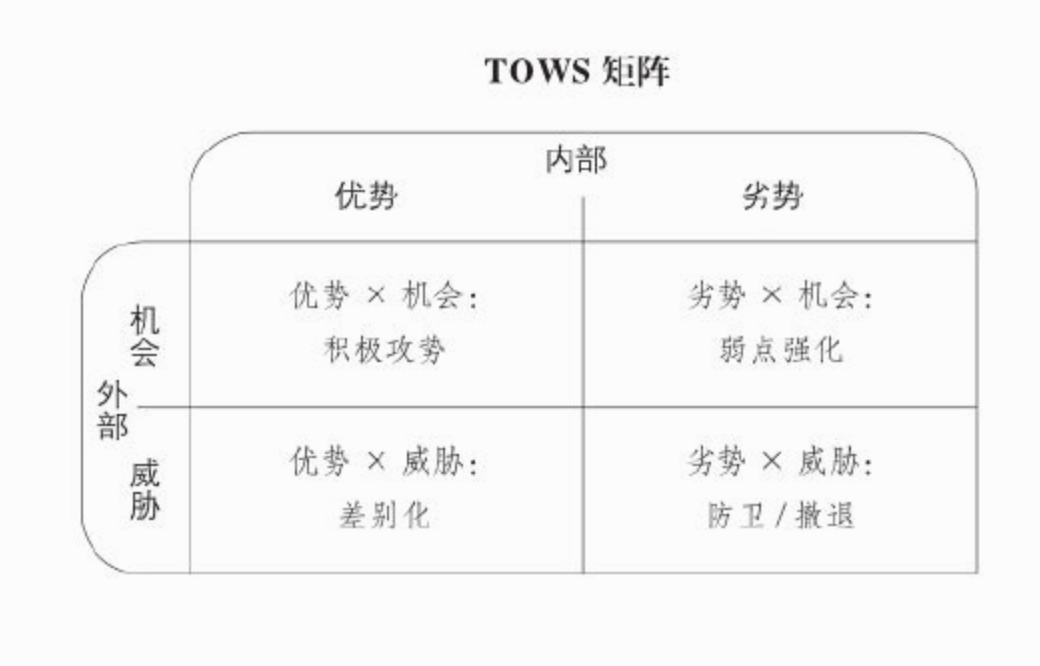 TOWS 矩阵
内部
优势
劣势
外部
机会
优势 × 机会:
积极攻势
劣势 × 机会:
弱点强化
威胁
优势 × 威胁:
差别化
劣势 × 威胁:
防卫/撤退